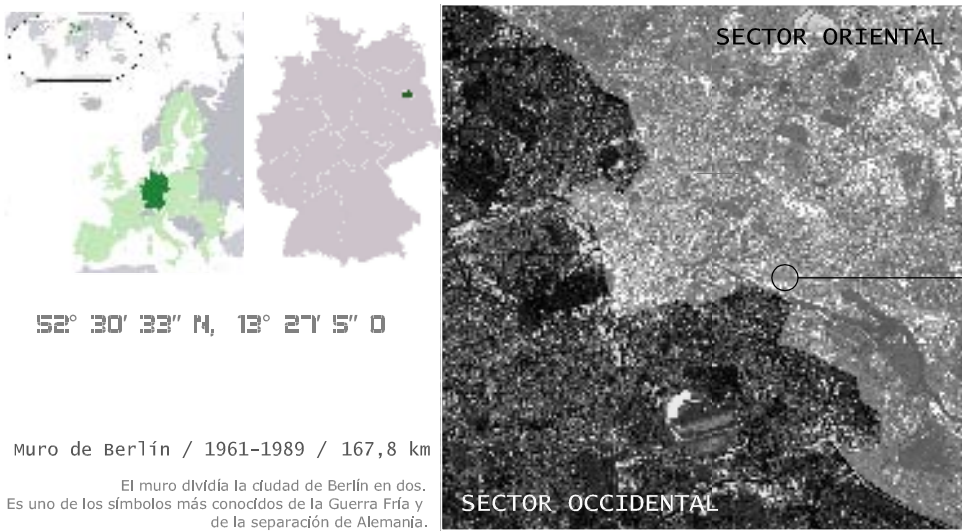 52° 30' 33" N, 13° 27' 5" O
Muro de Berlín / 1961-1989 / 167,8 km
El muro dividía la ciudad de Berlín en dos.
Es uno de los símbolos más conocidos de la Guerra Fría y
de la separación de Alemania.
SECTOR ORIENTAL
SECTOR OCCIDENTAL